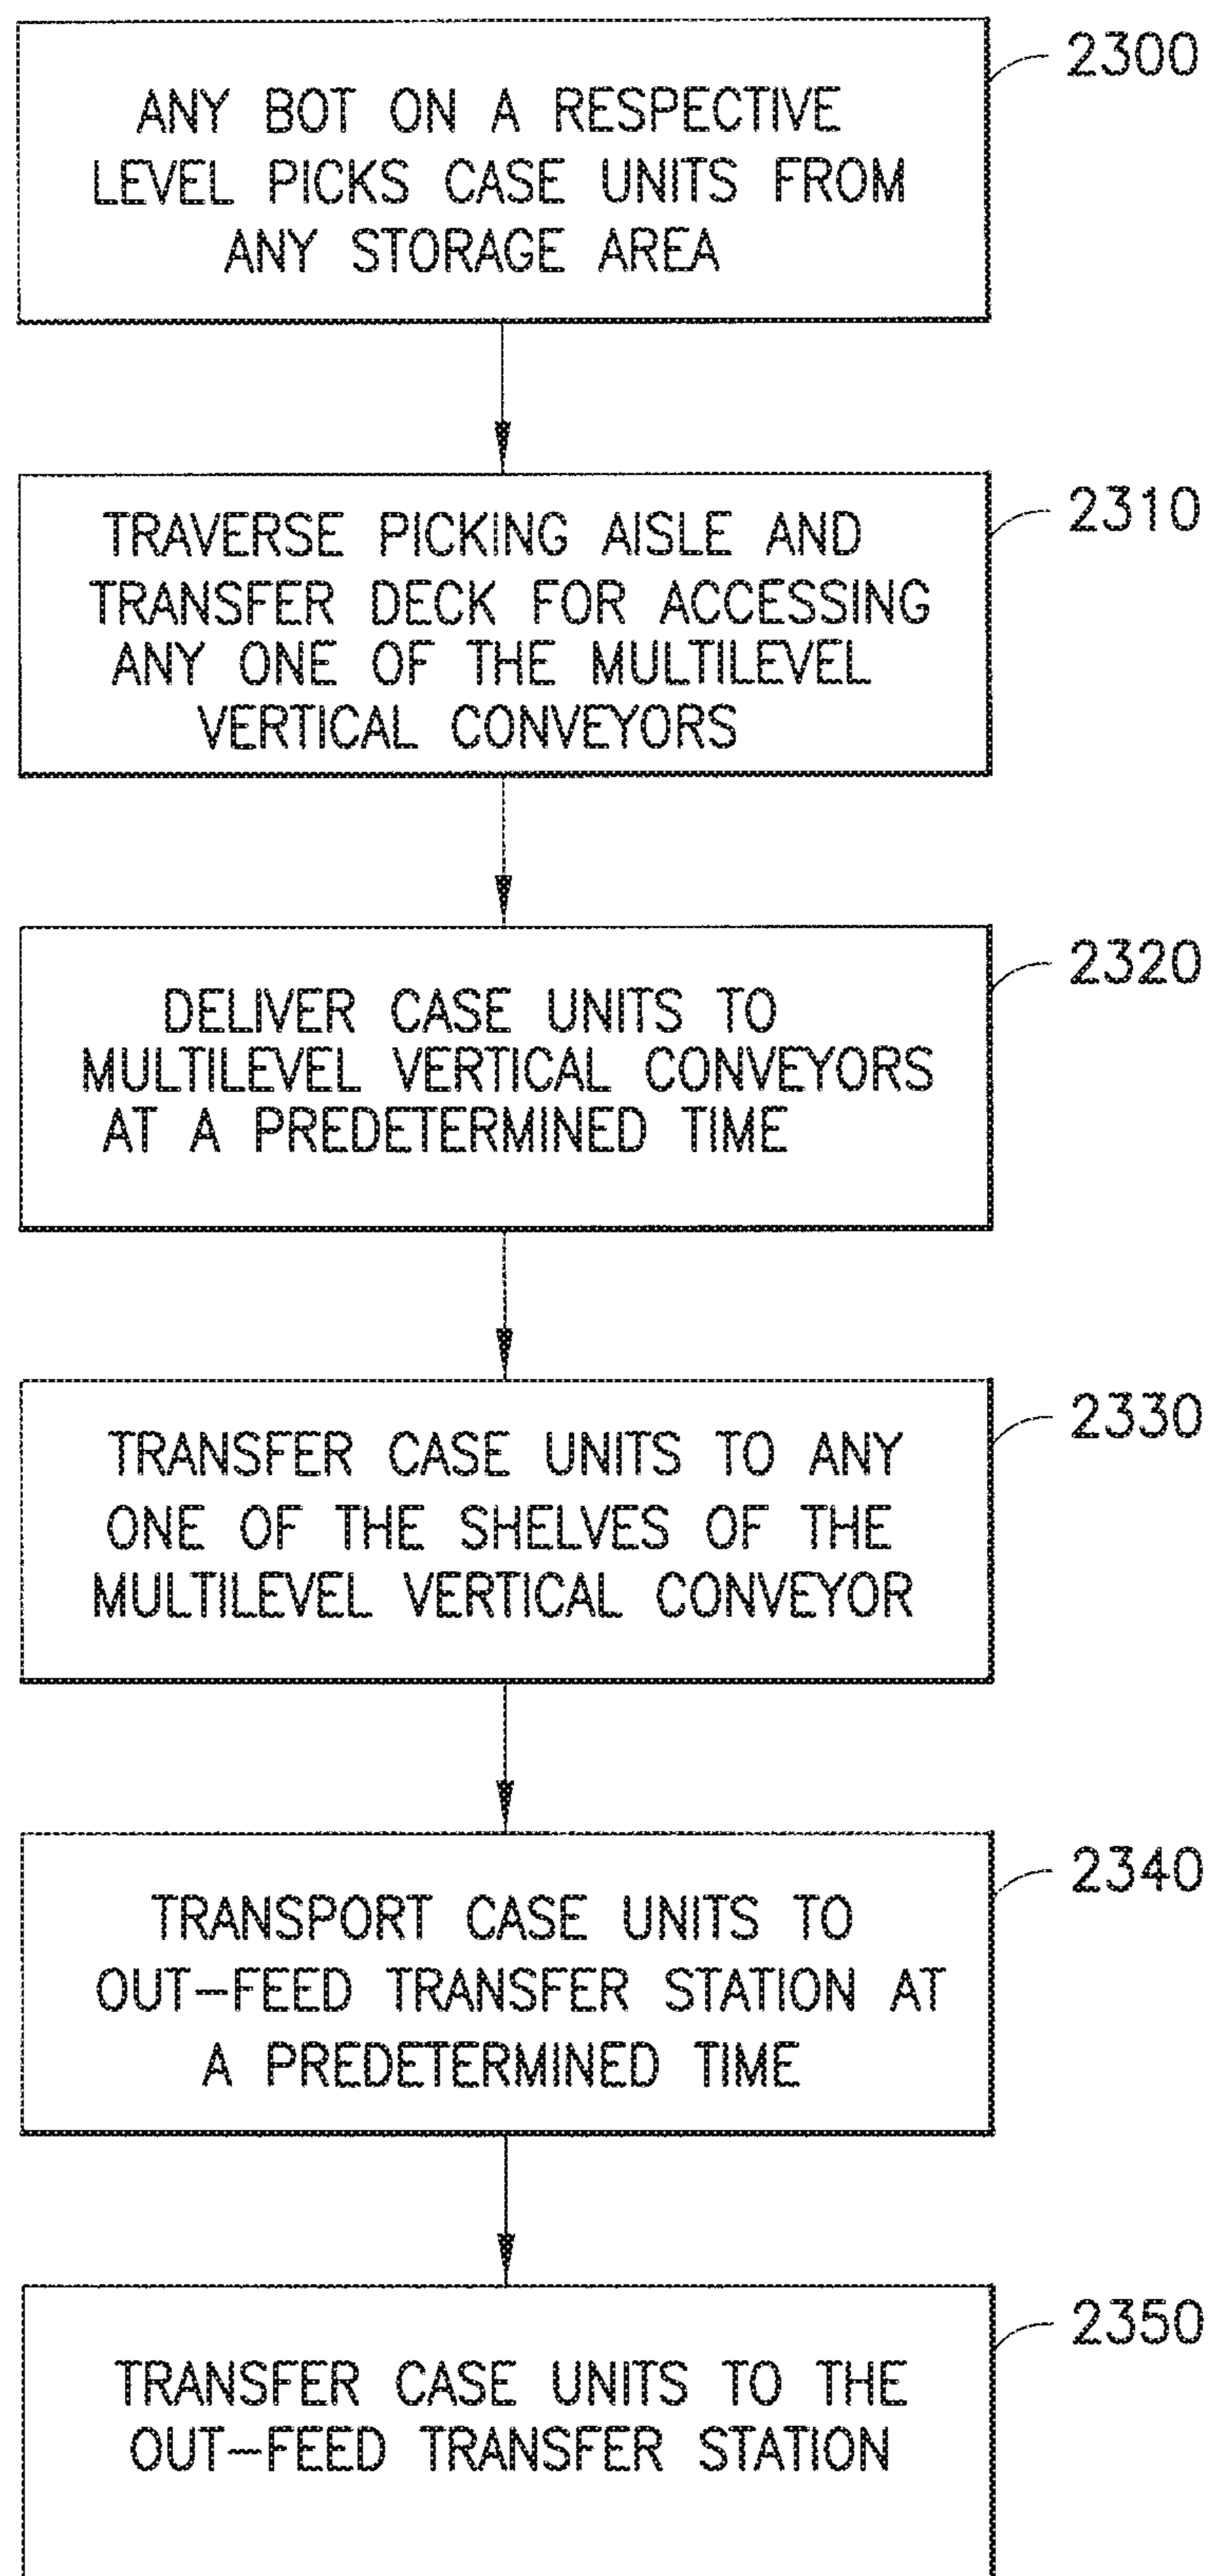 2300
ANY BOT ON A RESPECTIVE
LEVEL PICKS CASE UNITS FROM
ANY STORAGE AREA
2310
TRAVERSE PICKING AISLE AND
TRANSFER DECK FOR ACCESSING
ANY ONE OF THE MULTILEVEL
VERTICAL CONVEYORS
2320
DELIVER CASE UNITS TO
MULTILEVEL VERTICAL CONVEYORS
AT A PREDETERMINED TIME
2330
TRANSFER CASE UNITS TO ANY
ONE OF THE SHELVES OF THE
MULTILEVEL VERTICAL CONVEYOR
2340
TRANSPORT CASE UNITS TO
OUT-FEED TRANSFER STATION AT
A PREDETERMINED TIME
2350
TRANSFER CASE UNITS TO THE
OUT-FEED TRANSFER STATION